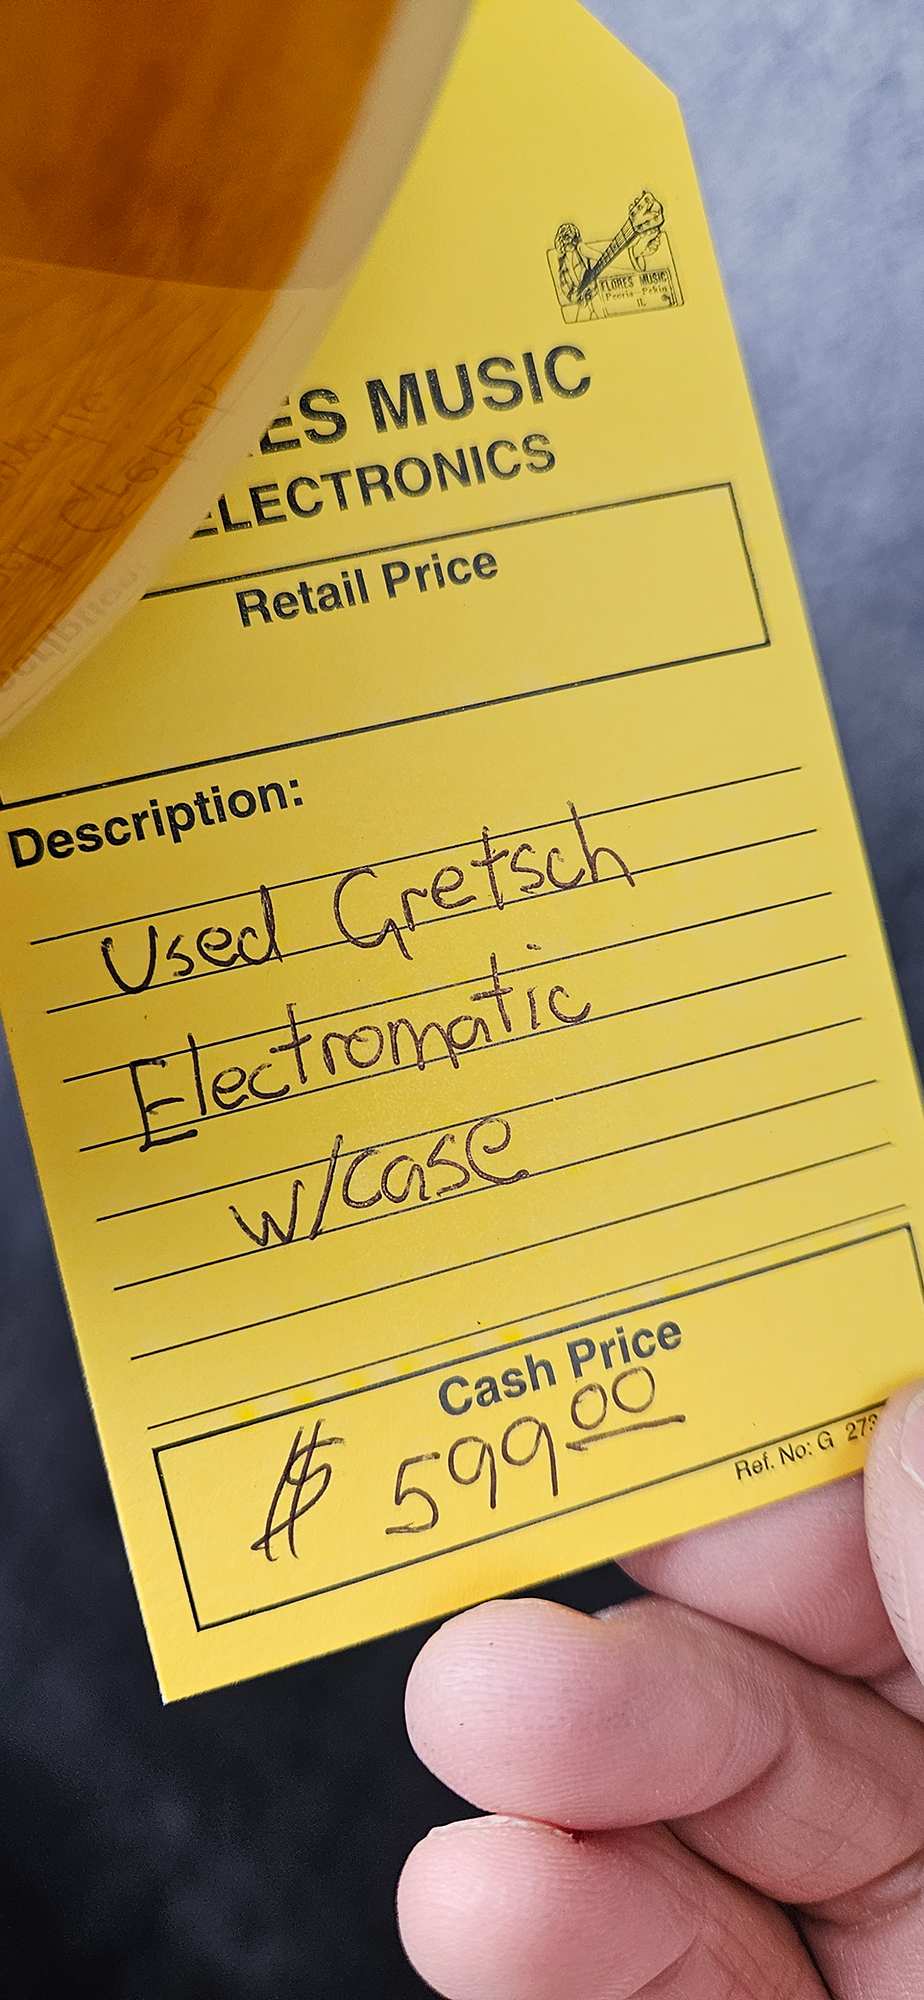 FLORES MUSIC
Peoria - Pekin
IL
ES MUSIC
ELECTRONICS
Retail Price
Description:
Used Gretsch
Electromatic
w/case
Cash Price
$ 599.00
Ref. No: G 273